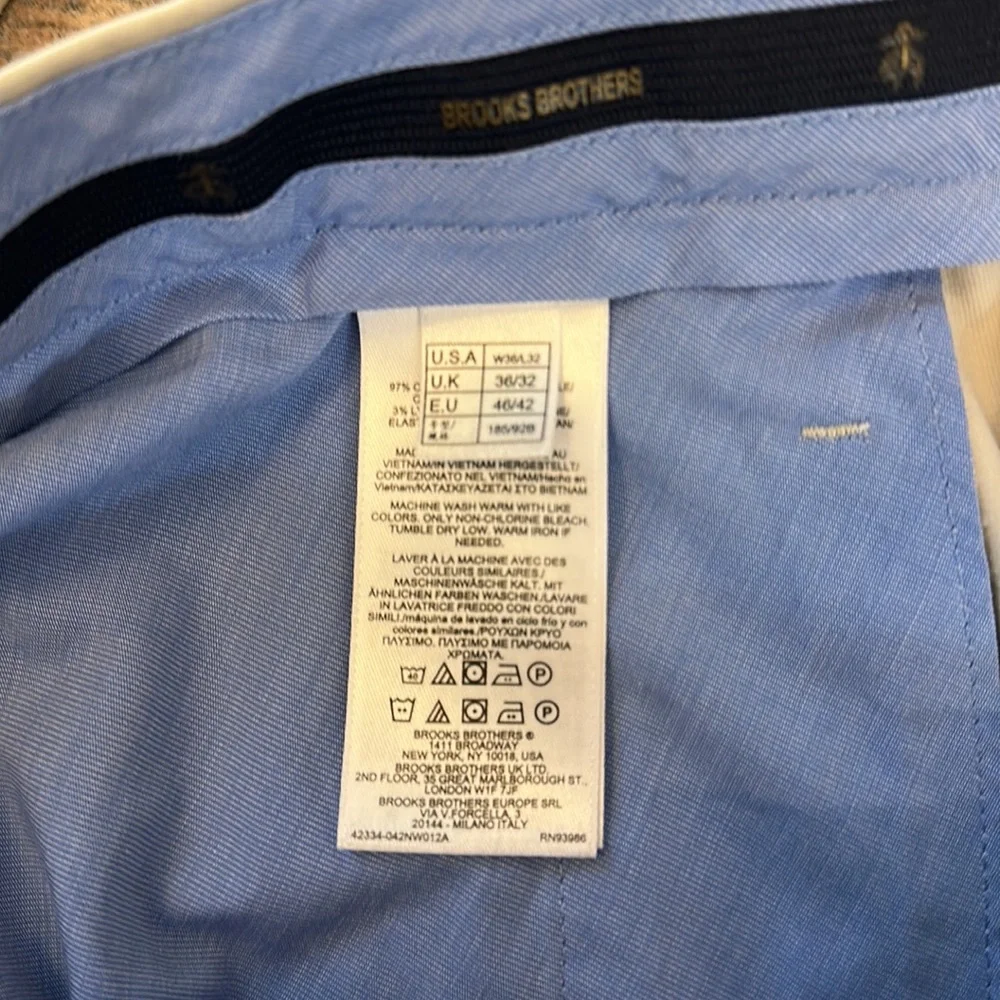 BROOKS BROTHERS
U.S.A W36/L32
U.K 36/32
E.U 46/42
185/92B
97% C
3% E
ELAS
VIETNAM/IN VIETNAM HERGESTELLT/
CONFEZIONATO NEL VIETNAM/Hecho en
Vietnam/ΚΑΤΑΣΚΕΥΑΖΕΤΑΙ ΣΤΟ ΒΙΕΤΝΑΜ
MACHINE WASH WARM WITH LIKE
COLORS. ONLY NON-CHLORINE BLEACH.
TUMBLE DRY LOW. WARM IRON IF
NEEDED.
LAVER À LA MACHINE AVEC DES
COULEURS SIMILAIRES./
MASCHINENWÄSCHE KALT. MIT
ÄHNLICHEN FARBEN WASCHEN./LAVARE
IN LAVATRICE FREDDO CON COLORI
SIMILI./máquina de lavado en ciclo frío y con
colores similares./ΡΟΥΧΩΝ ΚΡΥΟ
ΠΛΥΣΙΜΟ. ΠΛΥΣΙΜΟ ΜΕ ΠΑΡΟΜΟΙΑ
ΧΡΩΜΑΤΑ.
40 P
P
BROOKS BROTHERS ®
1411 BROADWAY
NEW YORK, NY 10018, USA
BROOKS BROTHERS UK LTD.
2ND FLOOR, 35 GREAT MARLBOROUGH ST.,
LONDON W1F 7JF
BROOKS BROTHERS EUROPE SRL
VIA V.FORCELLA, 3
20144 - MILANO ITALY
42334-042NW012A RN93986